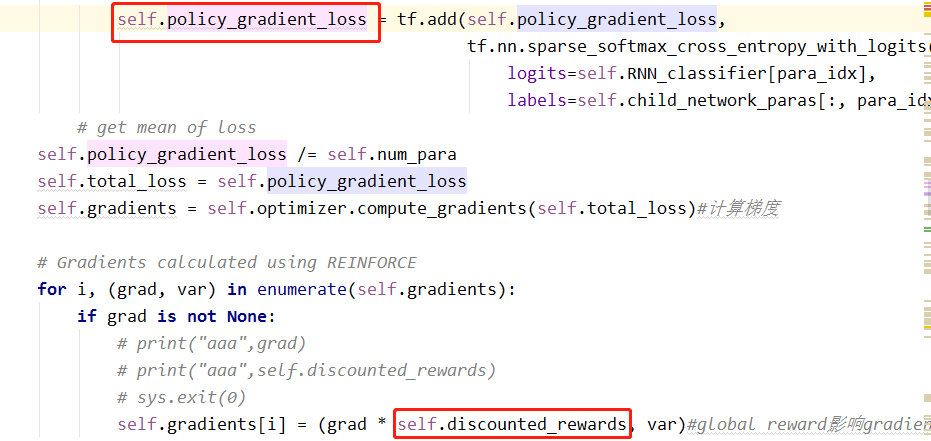 self.policy_gradient_loss = tf.add(self.policy_gradient_loss,
tf.nn.sparse_softmax_cross_entropy_with_logits(
logits=self.RNN_classifier[para_idx],
labels=self.child_network_paras[:, para_idx
# get mean of loss
self.policy_gradient_loss /= self.num_para
self.total_loss = self.policy_gradient_loss
self.gradients = self.optimizer.compute_gradients(self.total_loss)#计算梯度
# Gradients calculated using REINFORCE
for i, (grad, var) in enumerate(self.gradients):
if grad is not None:
# print("aaa",grad)
# print("aaa",self.discounted_rewards)
# sys.exit(0)
self.gradients[i] = (grad * self.discounted_rewards, var)#global reward影响gradien